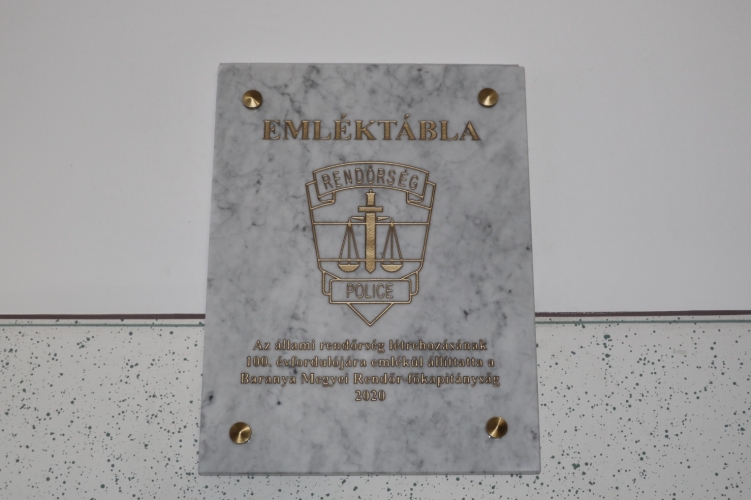 EMLÉKTÁBLA
RENDŐRSÉG
POLICE
Az állami rendőrség létrehozásának
100. évfordulójára emlékül állíttatta a
Baranya Megyei Rendőr-főkapitányság
2020